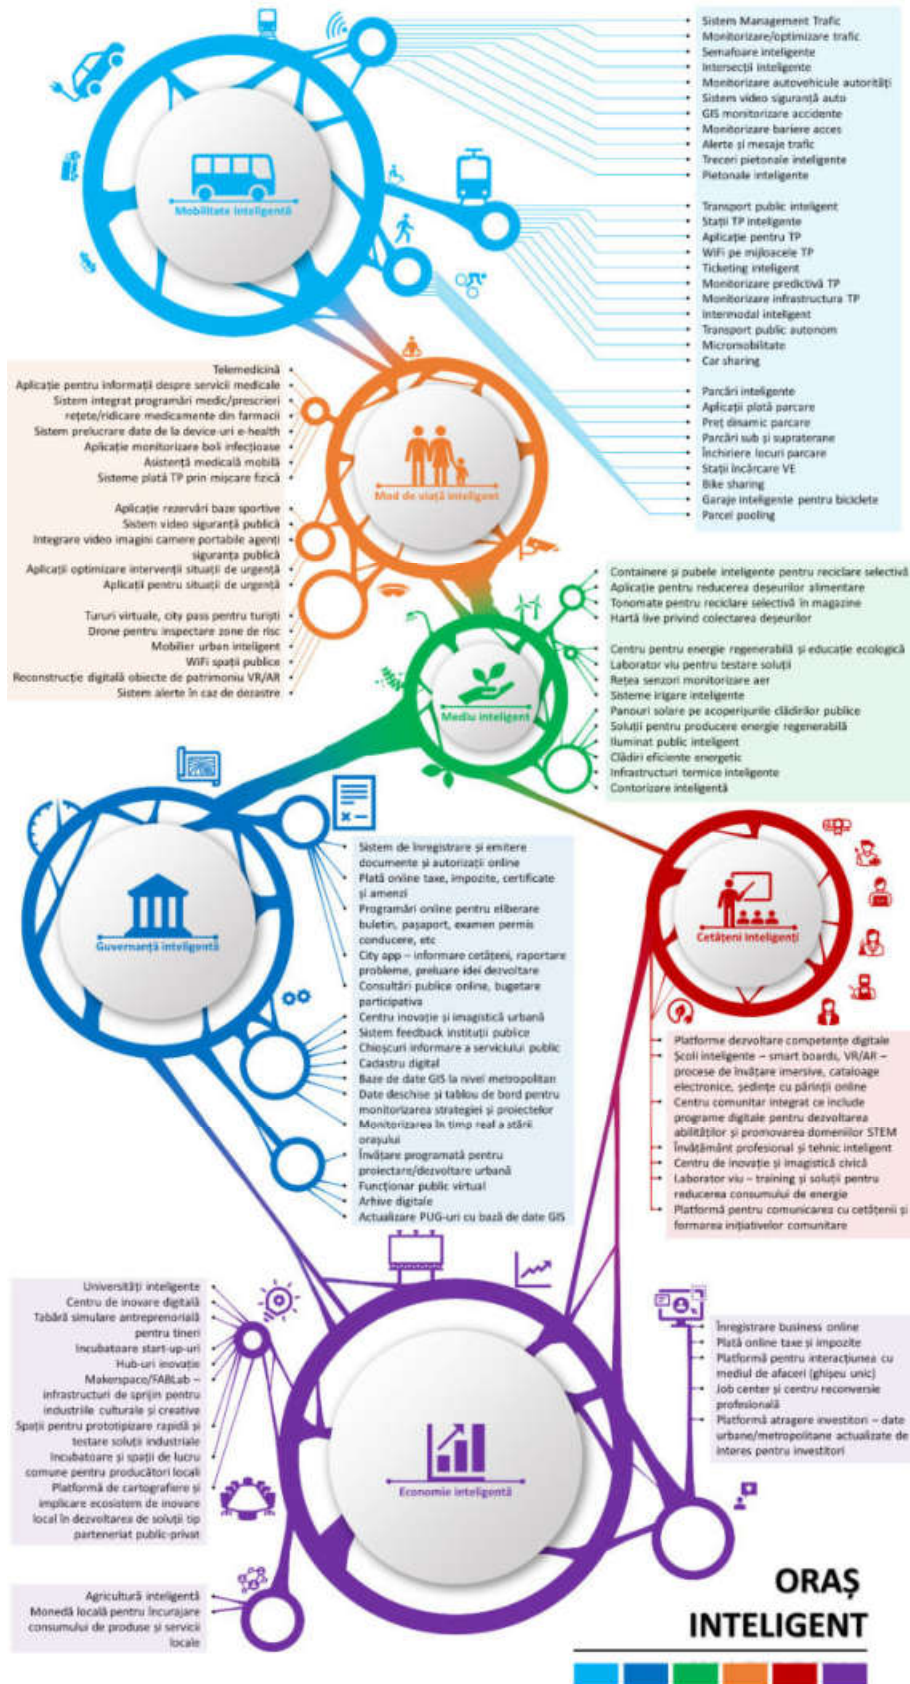 Sistem Management Trafic
Monitorizare/optimizare trafic
Semafoare inteligente
Intersecții inteligente
Monitorizare autovehicule autorități
Sistem video siguranță auto
GIS monitorizare accidente
Monitorizare bariere acces
Alerte și mesaje trafic
Treceri pietonale inteligente
Pietonale inteligente
Mobilitate inteligentă
Transport public inteligent
Stații TP inteligente
Aplicație pentru TP
WiFi pe mijloacele TP
Ticketing inteligent
Monitorizare predictivă TP
Monitorizare infrastructura TP
Intermodal inteligent
Transport public autonom
Micromobilitate
Car sharing
Parcări inteligente
Aplicații plată parcare
Preț dinamic parcare
Parcări sub și supraterane
Închiriere locuri parcare
Stații încărcare VE
Bike sharing
Garaje inteligente pentru biciclete
Parcel pooling
Telemedicină
Aplicație pentru informații despre servicii medicale
Sistem integrat programări medic/prescrieri
rețete/ridicare medicamente din farmacii
Sistem prelucrare date de la device-uri e-health
Aplicație monitorizare boli infecțioase
Asistență medicală mobilă
Sisteme plată TP prin mișcare fizică
Aplicație rezervări baze sportive
Sistem video siguranță publică
Integrare video imagini camere portabile agenți
siguranța publică
Aplicații optimizare intervenții situații de urgență
Aplicații pentru situații de urgență
Tururi virtuale, city pass pentru turiști
Drone pentru inspectare zone de risc
Mobilier urban inteligent
WiFi spații publice
Reconstrucție digitală obiecte de patrimoniu VR/AR
Sistem alerte în caz de dezastre
Mod de viață inteligent
Containere și pubele inteligente pentru reciclare selectivă
Aplicație pentru reducerea deșeurilor alimentare
Tonomate pentru reciclare selectivă în magazine
Hartă live privind colectarea deșeurilor
Centru pentru energie regenerabilă și educație ecologică
Laborator viu pentru testare soluții
Rețea senzori monitorizare aer
Sisteme irigare inteligente
Panouri solare pe acoperișurile clădirilor publice
Soluții pentru producere energie regenerabilă
Iluminat public inteligent
Clădiri eficiente energetic
Infrastructuri termice inteligente
Contorizare inteligentă
Mediu inteligent
Guvernanță inteligentă
Sistem de înregistrare și emitere
documente și autorizații online
Plată online taxe, impozite, certificate
și amenzi
Programări online pentru eliberare
buletin, pașaport, examen permis
conducere, etc
City app – informare cetățeni, raportare
probleme, preluare idei dezvoltare
Consultări publice online, bugetare
participativa
Centru inovație și imagistică urbană
Sistem feedback instituții publice
Chioșcuri informare a serviciului public
Cadastru digital
Baze de date GIS la nivel metropolitan
Date deschise și tablou de bord pentru
monitorizarea strategiei și proiectelor
Monitorizarea în timp real a stării
orașului
Învățare programată pentru
proiectare/dezvoltare urbană
Funcționar public virtual
Arhive digitale
Actualizare PUG-uri cu bază de date GIS
Cetățeni inteligenți
Platforme dezvoltare competențe digitale
Școli inteligente – smart boards, VR/AR –
procese de învățare imersive, cataloage
electronice, ședințe cu părinții online
Centru comunitar integrat ce include
programe digitale pentru dezvoltarea
abilităților și promovarea domeniilor STEM
Învățământ profesional și tehnic inteligent
Centru de inovație și imagistică civică
Laborator viu – training și soluții pentru
reducerea consumului de energie
Platformă pentru comunicarea cu cetățenii și
formarea inițiativelor comunitare
Universități inteligente
Centru de inovare digitală
Tabără simulare antreprenorială
pentru tineri
Incubatoare start-up-uri
Hub-uri inovație
Makerspace/FABLab –
infrastructuri de sprijin pentru
industriile culturale și creative
Spații pentru prototipizare rapidă și
testare soluții industriale
Incubatoare și spații de lucru
comune pentru producători locali
Platformă de cartografiere și
implicare ecosistem de inovare
local în dezvoltarea de soluții tip
parteneriat public-privat
Economie inteligentă
Înregistrare business online
Plată online taxe și impozite
Platformă pentru interacțiunea cu
mediul de afaceri (ghișeu unic)
Job center și centru reconversie
profesională
Platformă atragere investitori – date
urbane/metropolitane actualizate de
interes pentru investitori
Agricultură inteligentă
Monedă locală pentru încurajare
consumului de produse și servicii
locale
ORAȘ
INTELIGENT